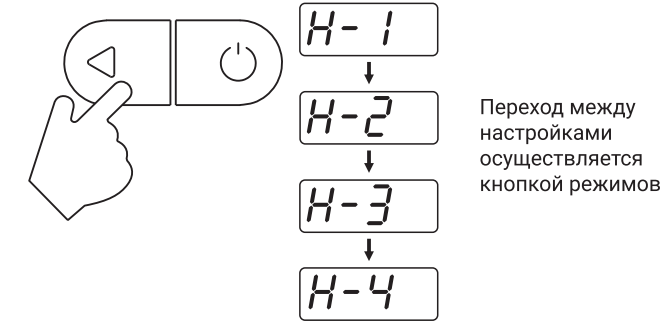 H-1
H-2
H-3
H-4
Переход между
настройками
осуществляется
кнопкой режимов